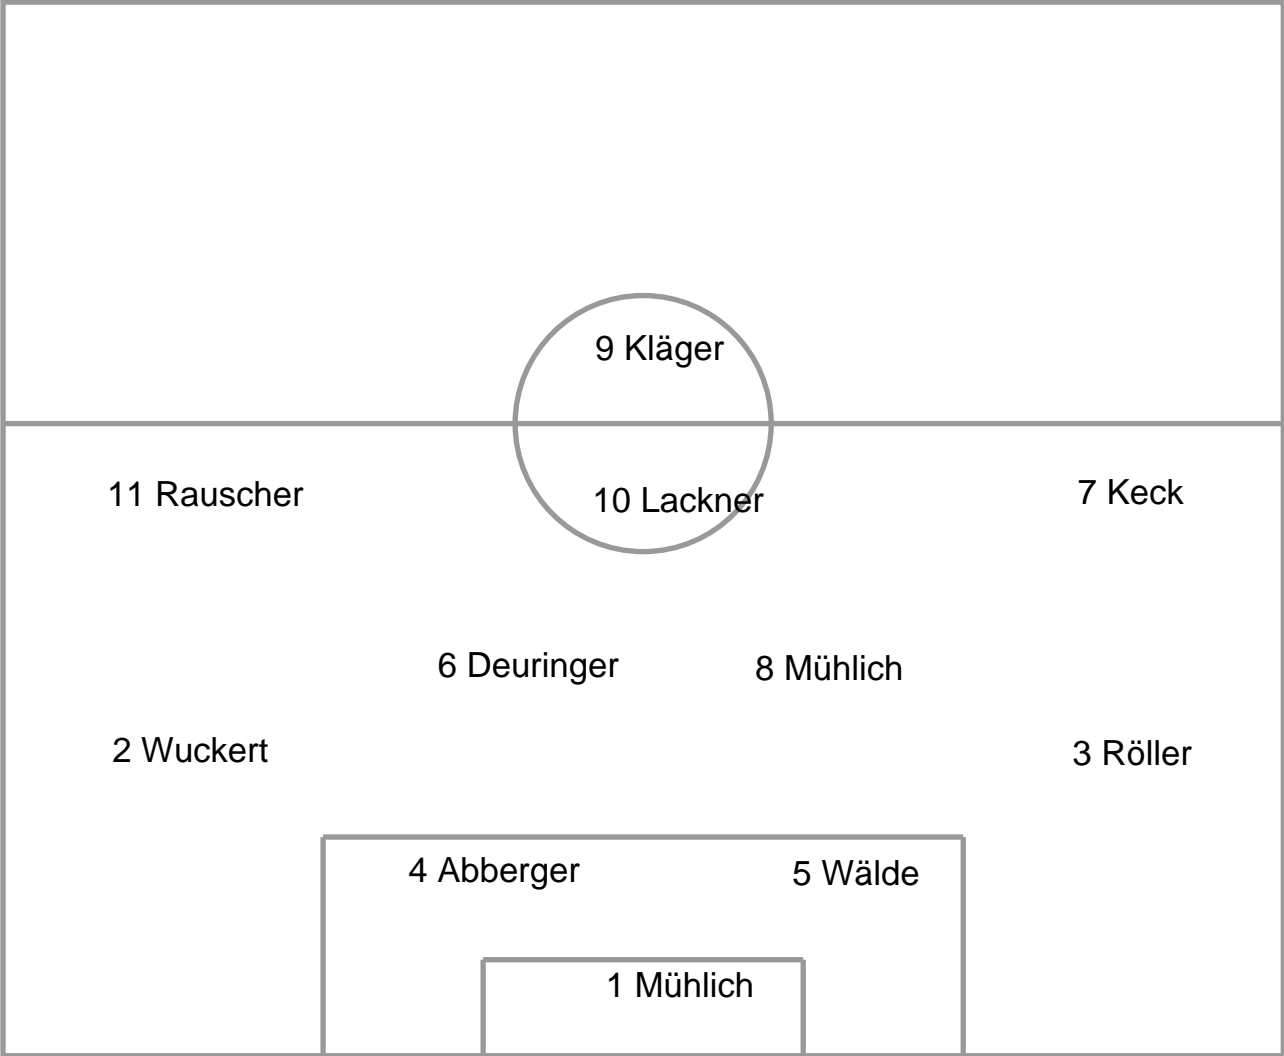 9 Kläger
11 Rauscher
10 Lackner
7 Keck
6 Deuringer
8 Mühlich
2 Wuckert
3 Röller
4 Abberger
5 Wälde
1 Mühlich